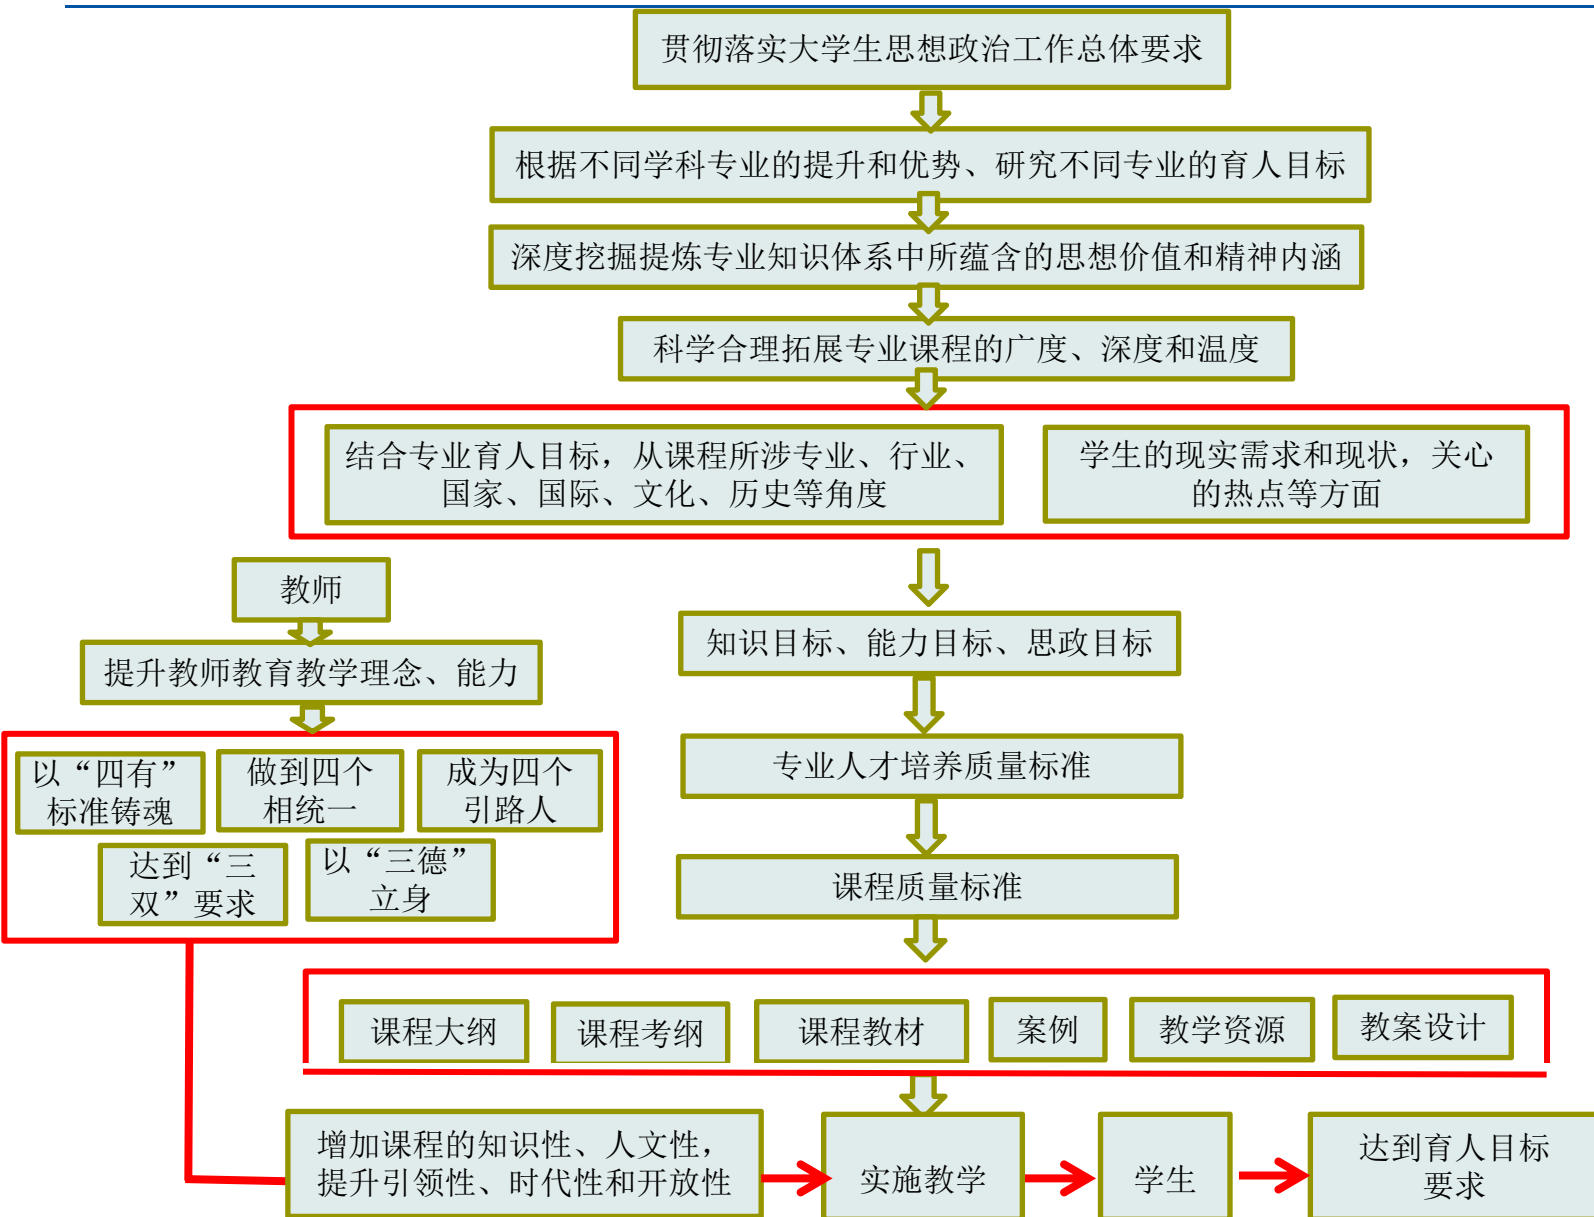 贯彻落实大学生思想政治工作总体要求
根据不同学科专业的提升和优势、研究不同专业的育人目标
深度挖掘提炼专业知识体系中所蕴含的思想价值和精神内涵
科学合理拓展专业课程的广度、深度和温度
结合专业育人目标，从课程所涉专业、行业、
国家、国际、文化、历史等角度
学生的现实需求和现状，关心
的热点等方面
教师
提升教师教育教学理念、能力
以“四有”
标准铸魂
做到四个
相统一
成为四个
引路人
达到“三
双”要求
以“三德”
立身
知识目标、能力目标、思政目标
专业人才培养质量标准
课程质量标准
课程大纲
课程考纲
课程教材
案例
教学资源
教案设计
增加课程的知识性、人文性，
提升引领性、时代性和开放性
实施教学
学生
达到育人目标
要求